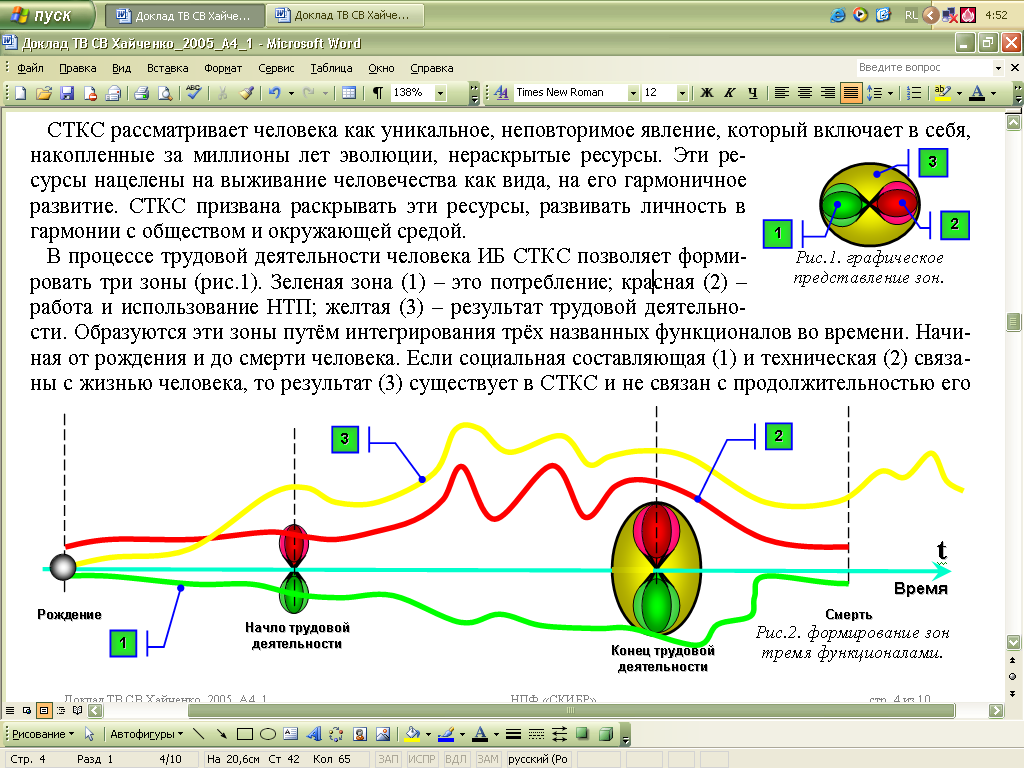 пуск
Доклад ТВ СВ Хайче...
Доклад ТВ СВ Хайче...
RL
4:52
Доклад ТВ СВ Хайченко_2005_А4_1 - Microsoft Word
Файл Правка Вид Вставка Формат Сервис Таблица Окно Справка
Введите вопрос
138%
Times New Roman
12
Ж К Ч
СТКС рассматривает человека как уникальное, неповторимое явление, который включает в себя,
накопленные за миллионы лет эволюции, нераскрытые ресурсы. Эти ре-
сурсы нацелены на выживание человечества как вида, на его гармоничное
развитие. СТКС призвана раскрывать эти ресурсы, развивать личность в
гармонии с обществом и окружающей средой.
3
1
2
Рис.1. графическое
представление зон.
В процессе трудовой деятельности человека ИБ СТКС позволяет форми-
ровать три зоны (рис.1). Зеленая зона (1) – это потребление; красная (2) –
работа и использование НТП; желтая (3) – результат трудовой деятельно-
сти. Образуются эти зоны путём интегрирования трёх названных функционалов во времени. Начи-
ная от рождения и до смерти человека. Если социальная составляющая (1) и техническая (2) связа-
ны с жизнью человека, то результат (3) существует в СТКС и не связан с продолжительностью его
3
2
t
Время
Рождение
1
Начло трудовой
деятельности
Конец трудовой
деятельности
Смерть
Рис.2. формирование зон
тремя функционалами.
Доклад ТВ СВ Хайченко_2005_А4_1
НПФ «СКИБР»
стр. 4 из 10
Рисование
Автофигуры
Стр. 4 Разд 1 4/10 На 20,6см Ст 42 Кол 65 ЗАП ИСПР ВДЛ ЗАМ русский (Ро